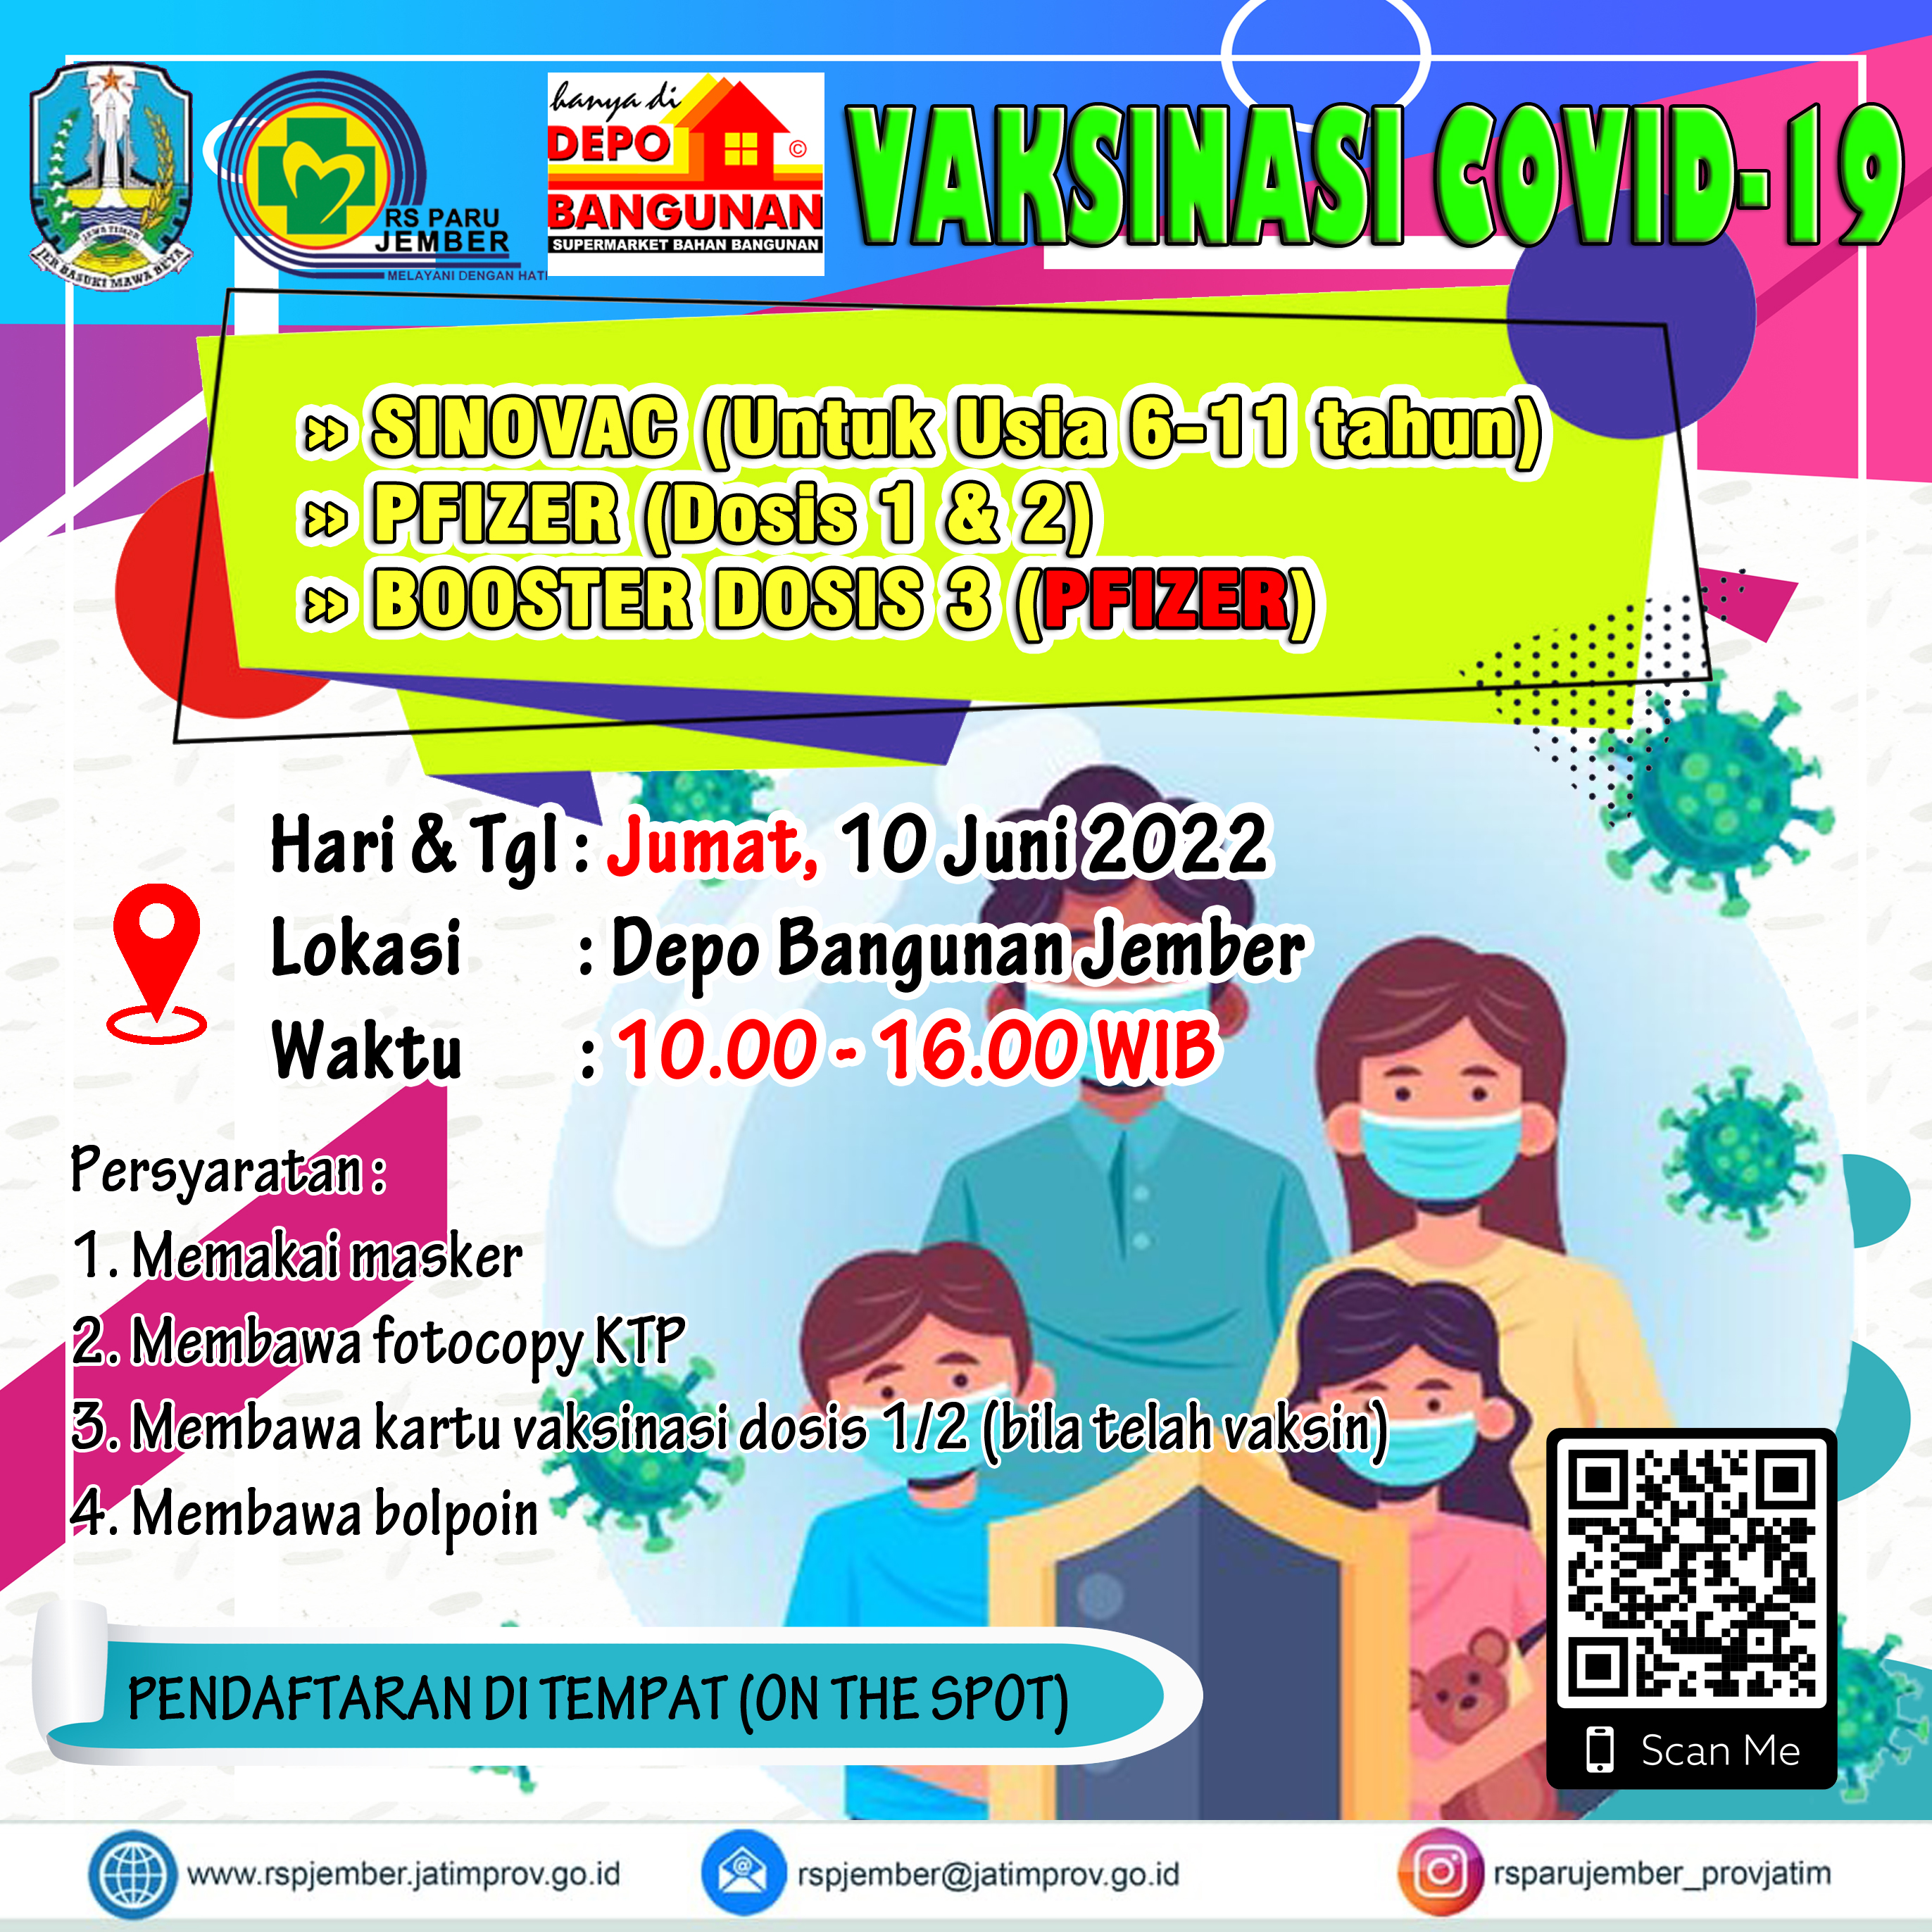 JAWA TIMUR
JER BASUKI MAWA BEYA
RS PARU
JEMBER
MELAYANI DENGAN HATI
hanya di
DEPO
©
BANGUNAN
SUPERMARKET BAHAN BANGUNAN
VAKSINASI COVID-19
» SINOVAC (Untuk Usia 6-11 tahun)
» PFIZER (Dosis 1 & 2)
» BOOSTER DOSIS 3 (PFIZER)
Hari & Tgl : Jumat, 10 Juni 2022
Lokasi : Depo Bangunan Jember
Waktu : 10.00 - 16.00 WIB
Persyaratan :
1. Memakai masker
2. Membawa fotocopy KTP
3. Membawa kartu vaksinasi dosis 1/2 (bila telah vaksin)
4. Membawa bolpoin
PENDAFTARAN DI TEMPAT (ON THE SPOT)
Scan Me
www.rspjember.jatimprov.go.id
rspjember@jatimprov.go.id
rsparujember_provjatim